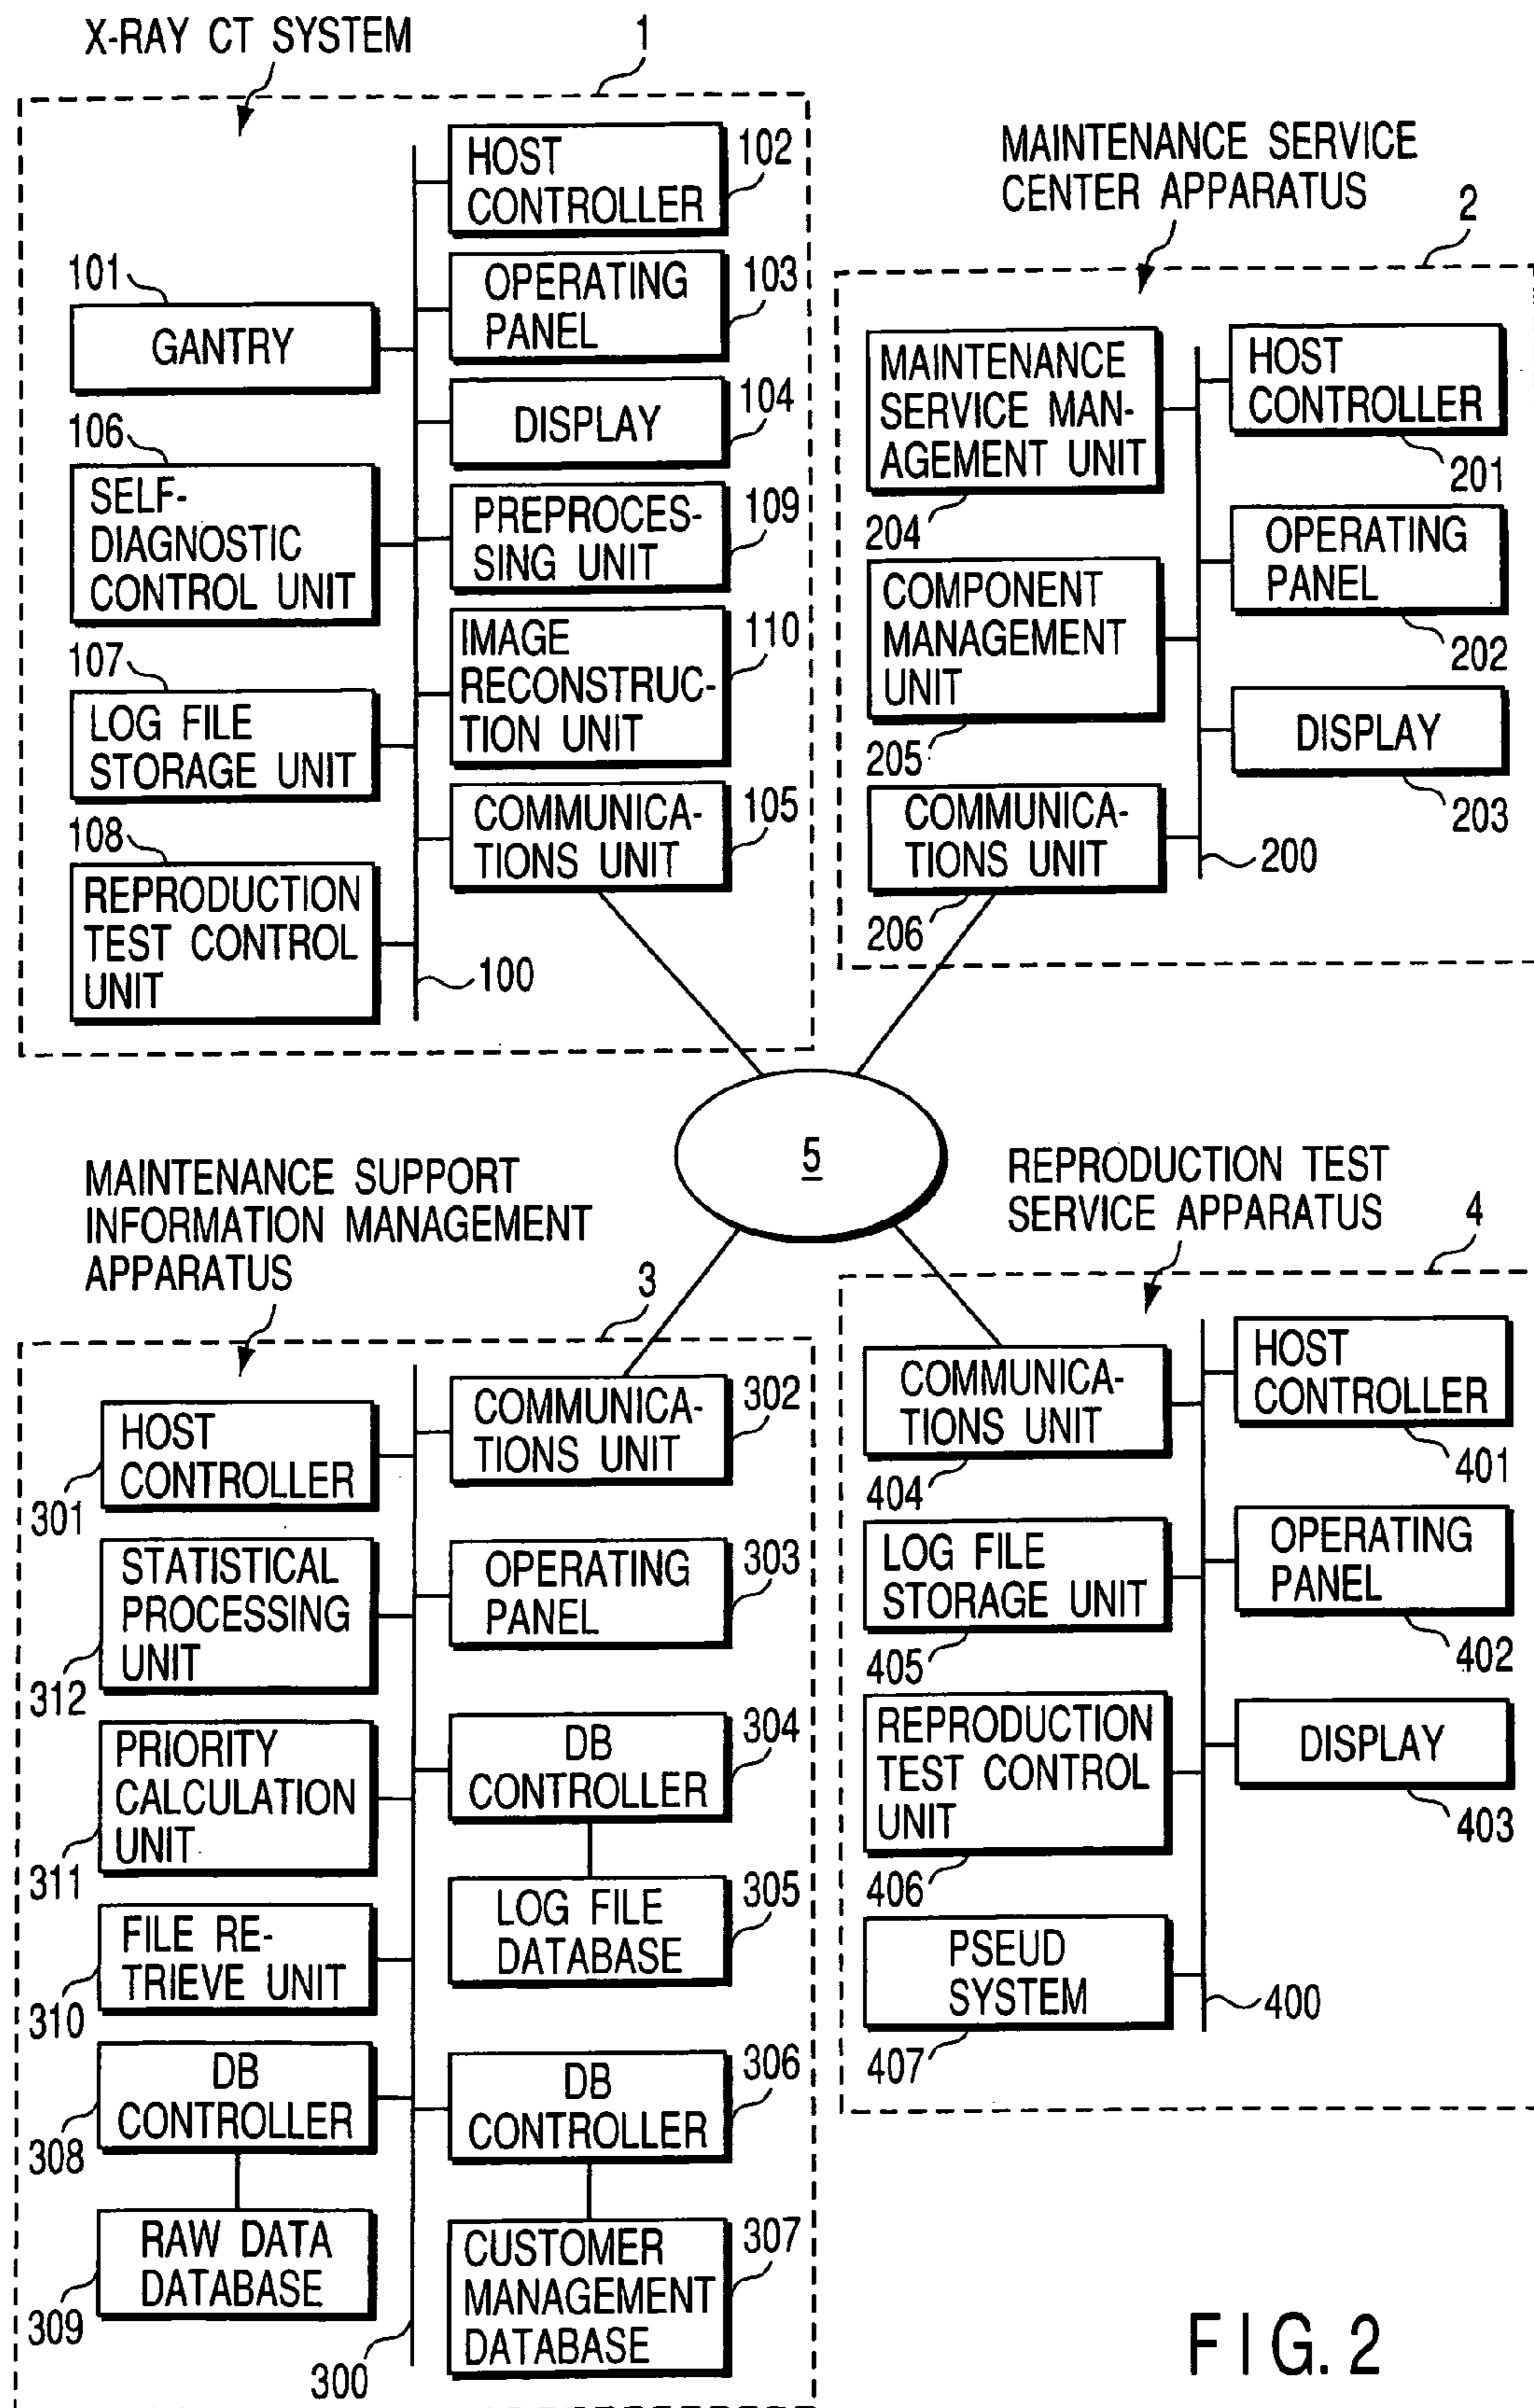 X-RAY CT SYSTEM
1
HOST
CONTROLLER
102
101
GANTRY
OPERATING
PANEL
103
DISPLAY
104
106
SELF-
DIAGNOSTIC
CONTROL UNIT
PREPROCES-
SING UNIT
109
107
LOG FILE
STORAGE UNIT
IMAGE
RECONSTRUC-
TION UNIT
110
108
REPRODUCTION
TEST CONTROL
UNIT
COMMUNICA-
TIONS UNIT
105
100
MAINTENANCE SERVICE
CENTER APPARATUS
2
MAINTENANCE
SERVICE MAN-
AGEMENT UNIT
204
HOST
CONTROLLER
201
COMPONENT
MANAGEMENT
UNIT
205
OPERATING
PANEL
202
COMMUNICA-
TIONS UNIT
206
DISPLAY
203
200
5
MAINTENANCE SUPPORT
INFORMATION MANAGEMENT
APPARATUS
3
HOST
CONTROLLER
301
COMMUNICA-
TIONS UNIT
302
STATISTICAL
PROCESSING
UNIT
312
OPERATING
PANEL
303
PRIORITY
CALCULATION
UNIT
311
DB
CONTROLLER
304
FILE RE-
TRIEVE UNIT
310
LOG FILE
DATABASE
305
DB
CONTROLLER
308
DB
CONTROLLER
306
RAW DATA
DATABASE
309
CUSTOMER
MANAGEMENT
DATABASE
307
300
REPRODUCTION TEST
SERVICE APPARATUS
4
COMMUNICA-
TIONS UNIT
404
HOST
CONTROLLER
401
LOG FILE
STORAGE UNIT
405
OPERATING
PANEL
402
REPRODUCTION
TEST CONTROL
UNIT
406
DISPLAY
403
PSEUD
SYSTEM
407
400
FIG. 2